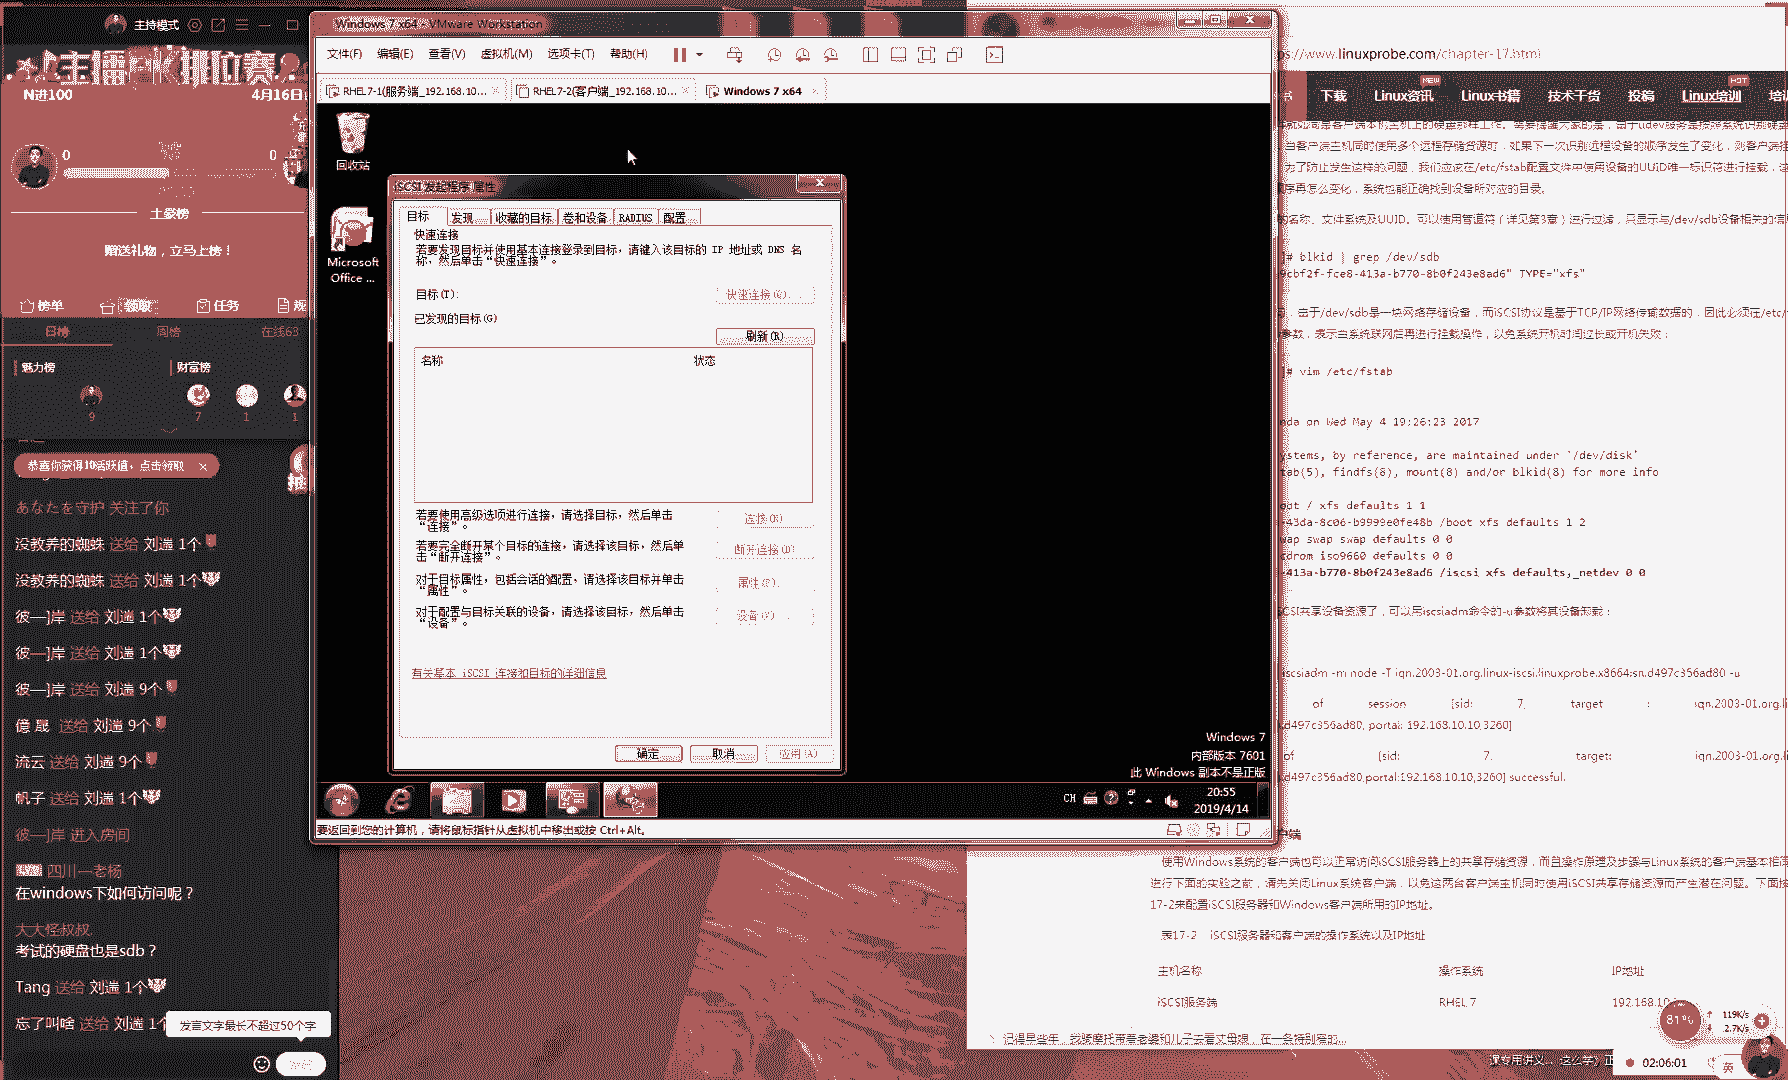 主持模式
主播PK排位赛
N进100
4月16日
0
0
土豪榜
赠送礼物，立马上榜！
榜单
任务
日榜
周榜
在线63
魅力榜
财富榜
9
7
1
1
恭喜你获得10活跃值，点击领取
あなたを守护 关注了你
没教养的蜘蛛 送给 刘遄 1个
没教养的蜘蛛 送给 刘遄 1个
彼—]岸 送给 刘遄 1个
彼—]岸 送给 刘遄 1个
彼—]岸 送给 刘遄 9个
億 晟 送给 刘遄 9个
流云 送给 刘遄 9个
帆子 送给 刘遄 1个
彼—]岸 进入房间
四川—老杨
在windows下如何访问呢？
大大怪叔叔
考试的硬盘也是sdb？
Tang 送给 刘遄 1个
忘了叫啥 送给 刘遄 1个
发言文字最长不超过50个字
Windows 7 x64 - VMware Workstation
文件(F) 编辑(E) 查看(V) 虚拟机(M) 选项卡(T) 帮助(H)
RHEL7-1(服务端_192.168.10... RHEL7-2(客户端_192.168.10... Windows 7 x64
回收站
Microsoft
Office ...
iSCSI 发起程序 属性
目标 发现 收藏的目标 卷和设备 RADIUS 配置
快速连接
若要发现目标并使用基本连接登录到目标，请键入该目标的 IP 地址或 DNS 名
称，然后单击“快速连接”。
目标(T):
快速连接(Q)...
已发现的目标(G)
刷新(R)
名称 状态
若要使用高级选项进行连接，请选择目标，然后单击
“连接”。
连接(N)
若要完全断开某个目标的连接，请选择该目标，然后单
击“断开连接”。
断开连接(D)
对于目标属性，包括会话的配置，请选择该目标并单击
“属性”。
属性(P)...
对于配置与目标关联的设备，请选择该目标，然后单击
“设备”。
设备(V)...
有关基本 iSCSI 连接和目标的详细信息
确定 取消 应用(A)
Windows 7
内部版本 7601
此 Windows 副本不是正版
CH
20:55
2019/4/14
要返回到您的计算机，请将鼠标指针从虚拟机中移出或按 Ctrl+Alt。
ps://www.linuxprobe.com/chapter-17.html
书 下载 Linux资讯 NEW Linux书籍 技术干货 投稿 Linux培训 HOT
当客户端主机同时使用多个远程存储资源时，如果下一次识别远程设备的顺序发生了变化，则客户端挂
为了防止发生这样的问题，我们应该在/etc/fstab配置文件中使用设备的UUID唯一标识符进行挂载，这
序再怎么变化，系统也能正确找到设备所对应的目录。
的名称、文件系统及UUID。可以使用管道符（详见第3章）进行过滤，只显示与/dev/sdb设备相关的信
]# blkid | grep /dev/sdb
9cbf2f-fce8-413a-b770-8b0f243e8ad6" TYPE="xfs"
，由于/dev/sdb是一块网络存储设备，而iSCSI协议是基于TCP/IP网络传输数据的，因此必须在/etc/
参数，表示当系统联网后再进行挂载操作，以免系统开机时间过长或开机失败：
]# vim /etc/fstab
nda on Wed May 4 19:26:23 2017
ystems, by reference, are maintained under '/dev/disk'
tab(5), findfs(8), mount(8) and/or blkid(8) for more info
oot / xfs defaults 1 1
-43da-8c06-b9999e0fe48b /boot xfs defaults 1 2
wap swap swap defaults 0 0
cdrom iso9660 defaults 0 0
-413a-b770-8b0f243e8ad6 /iscsi xfs defaults,_netdev 0 0
SCSI共享设备资源了，可以用iscsiadm命令的-u参数将其设备卸载：
iscsiadm -m node -T iqn.2003-01.org.linux-iscsi.linuxprobe.x8664:sn.d497c356ad80 -u
of session [sid: 7, target : iqn.2003-01.org.li
.d497c356ad80, portal: 192.168.10.10,3260]
of [sid: 7, target: iqn.2003-01.org.li
.d497c356ad80,portal:192.168.10.10,3260] successful.
户端
使用Windows系统的客户端也可以正常访问iSCSI服务器上的共享存储资源，而且操作原理及步骤与Linux系统的客户端基本相同
进行下面的实验之前，请先关闭Linux系统客户端，以免这两台客户端主机同时使用iSCSI共享存储资源而产生潜在问题。下面按
17-2来配置iSCSI服务器和Windows客户端所用的IP地址。
表17-2 iSCSI服务器和客户端的操作系统以及IP地址
主机名称 操作系统 IP地址
iSCSI服务端 RHEL 7 192.168.10
81%
119K/s
2.7K/s
02:06:01
英